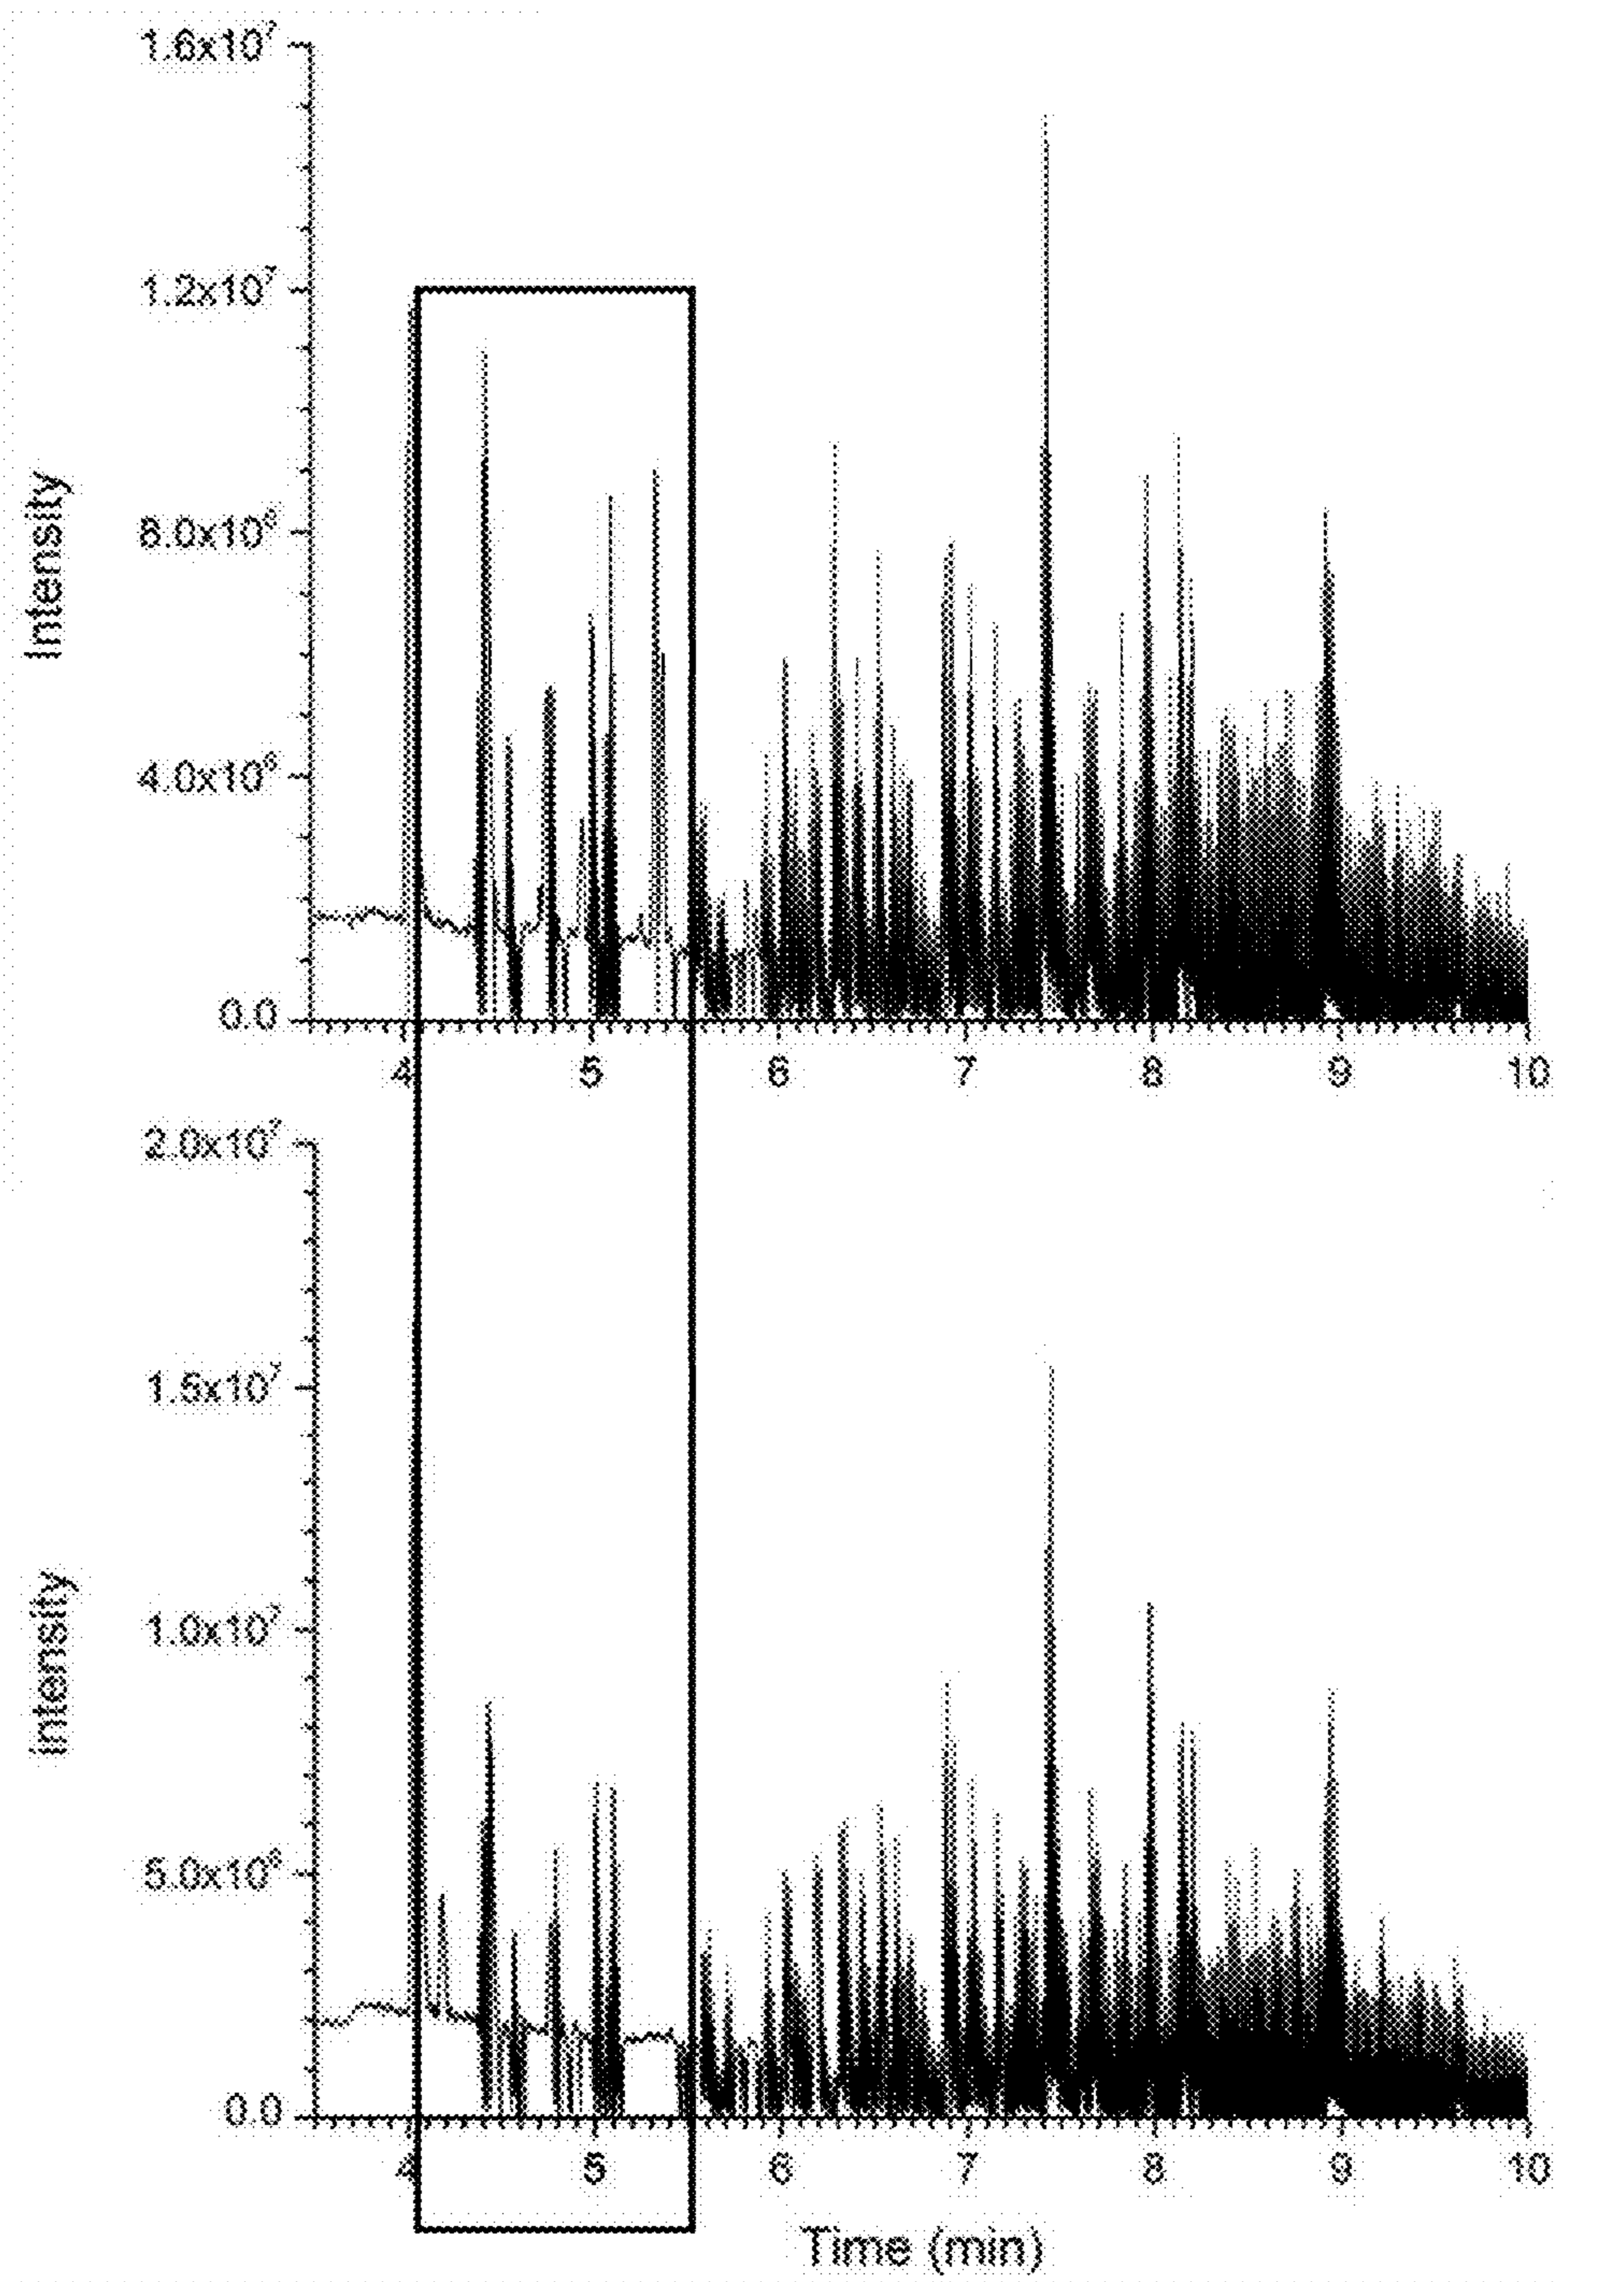 1.6x10⁷
1.2x10⁷
8.0x10⁶
4.0x10⁶
0.0
Intensity
4 5 6 7 8 9 10
2.0x10⁷
1.5x10⁷
1.0x10⁷
5.0x10⁶
0.0
Intensity
4 5 6 7 8 9 10
Time (min)